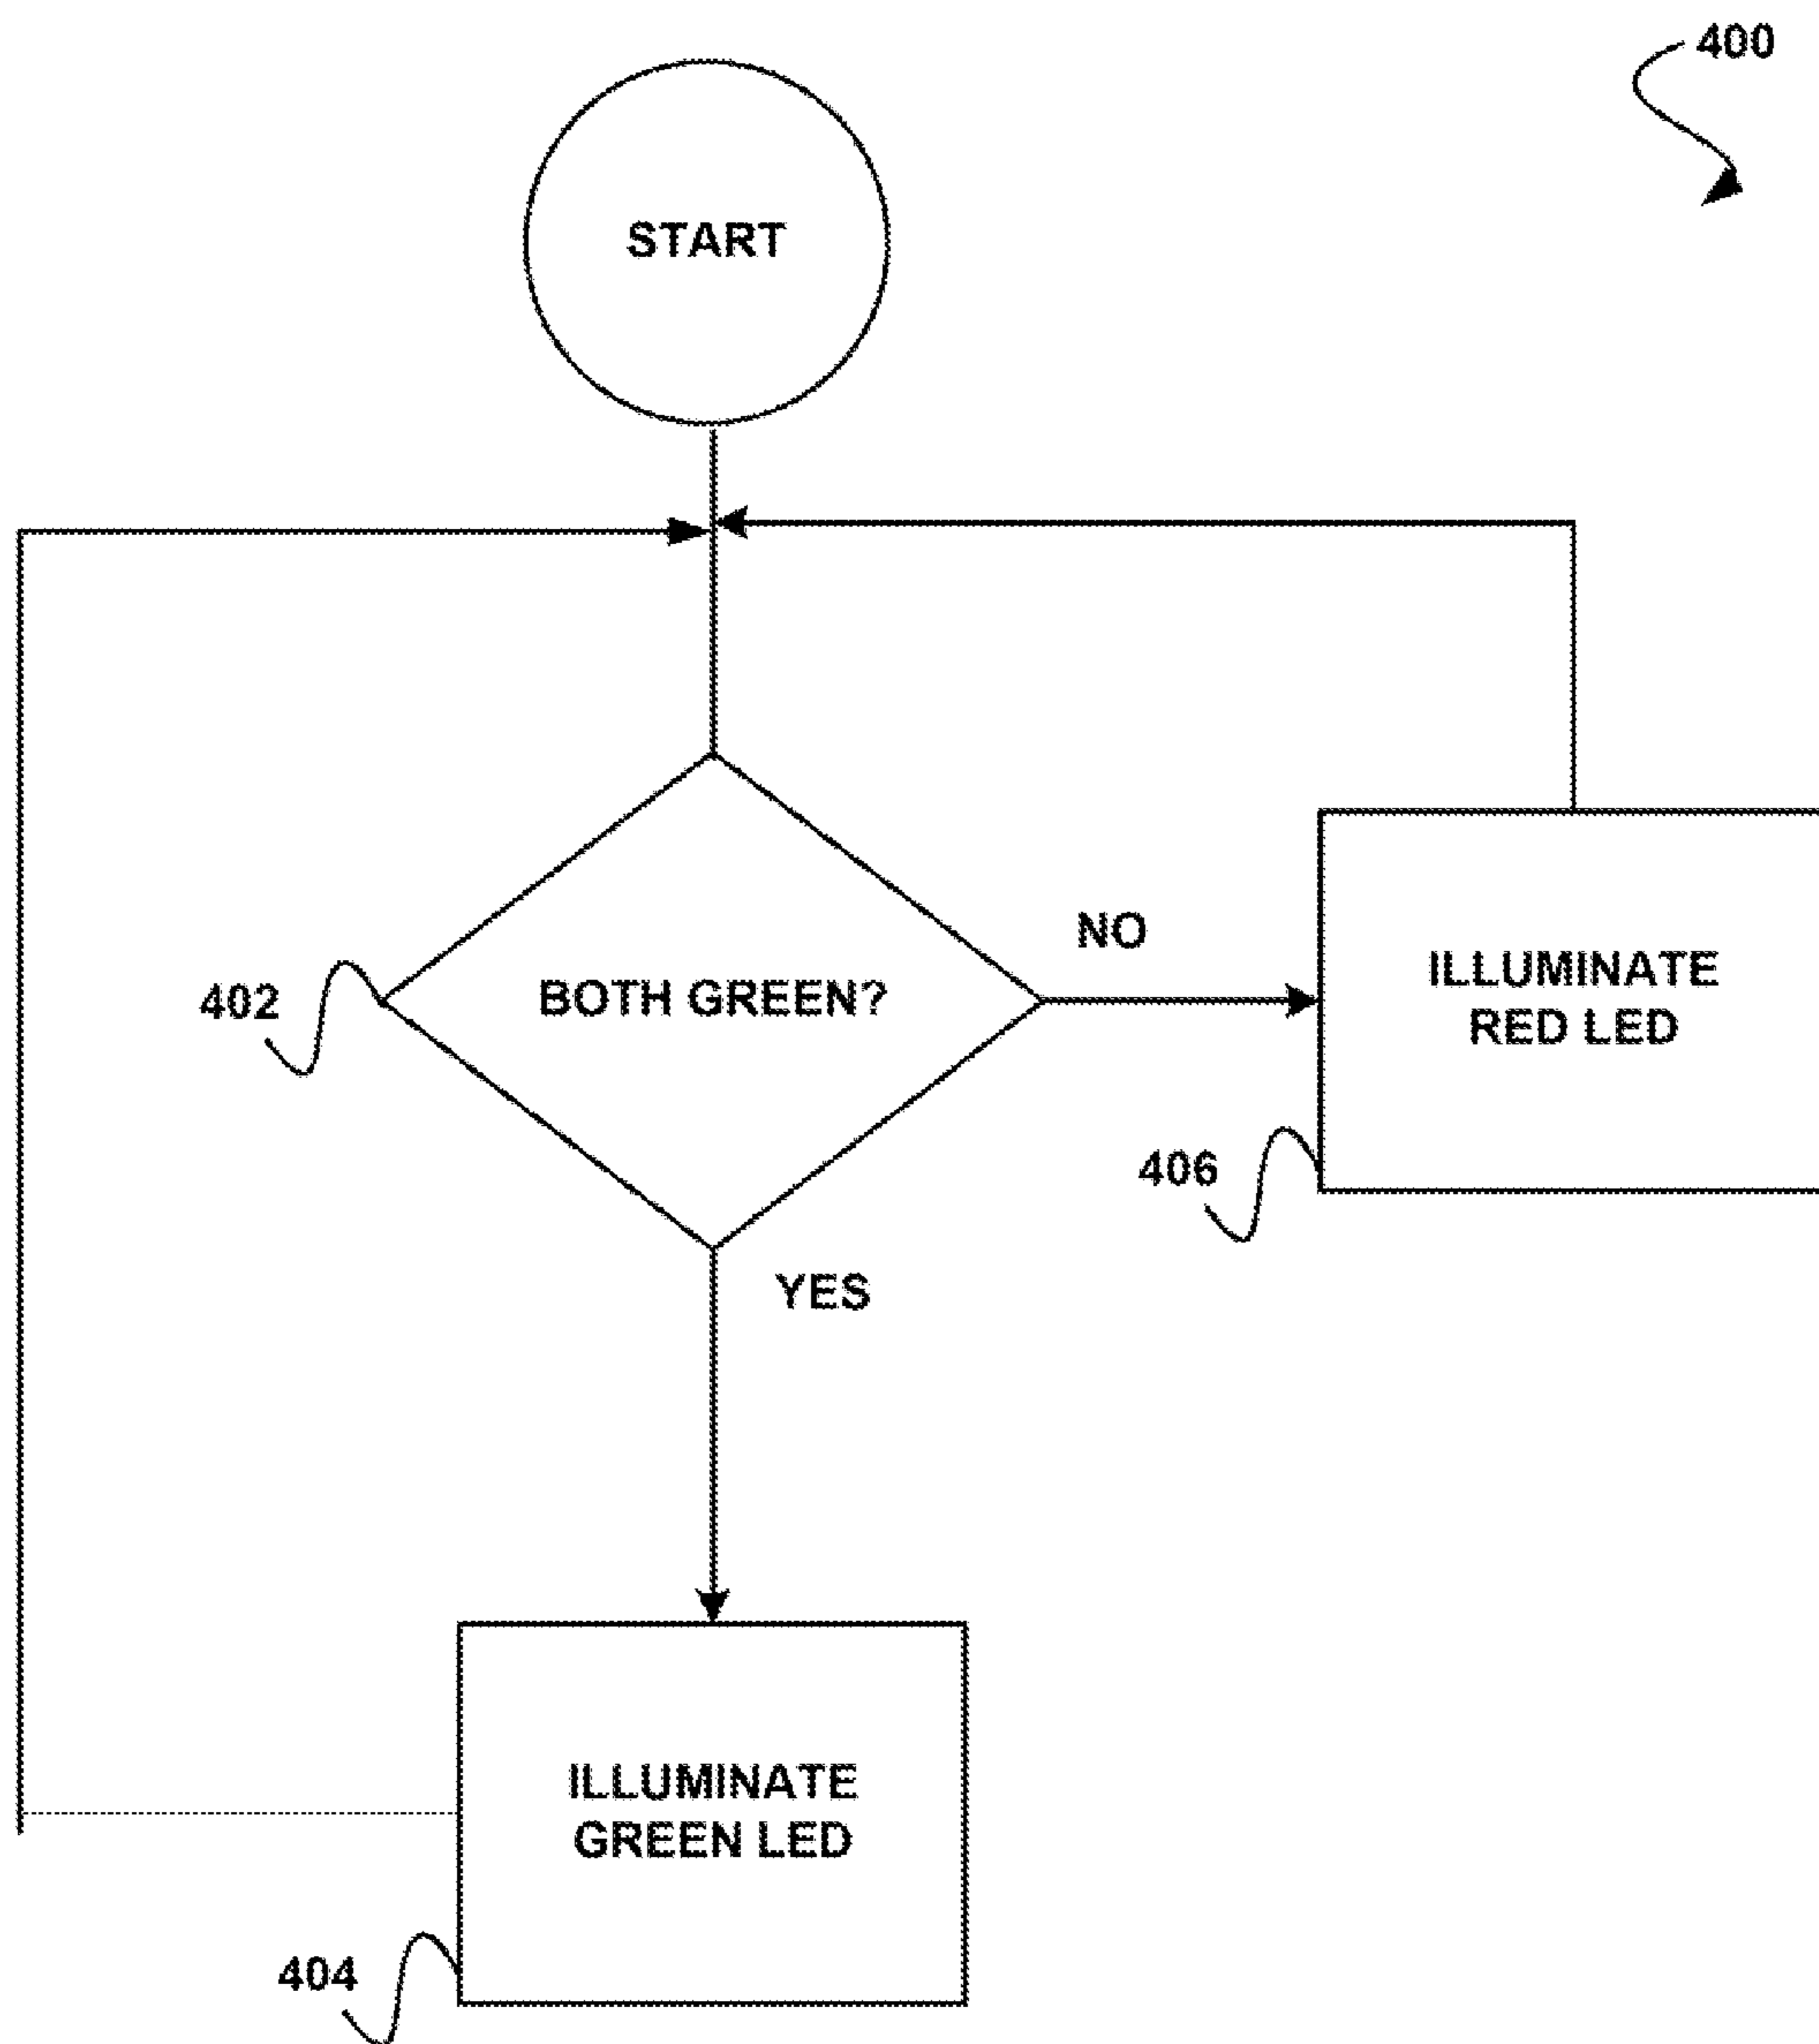 400
START
NO
402
BOTH GREEN?
ILLUMINATE
RED LED
406
YES
ILLUMINATE
GREEN LED
404